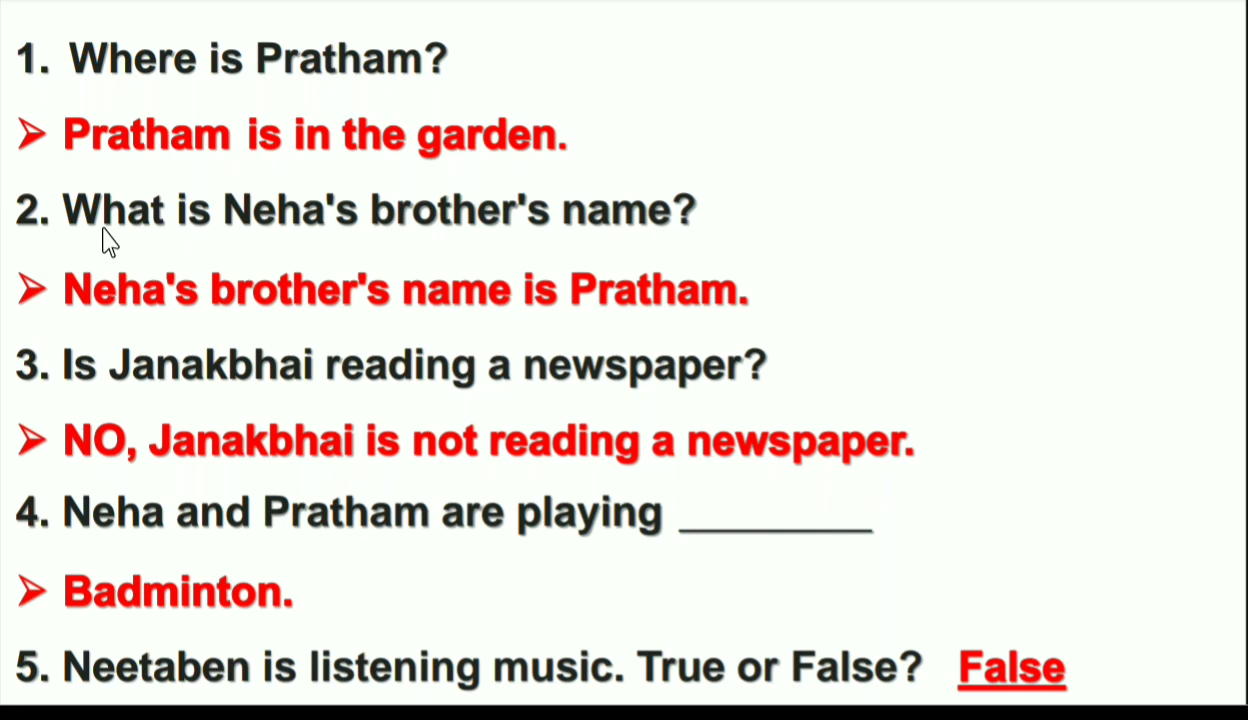 1. Where is Pratham?
➢ Pratham is in the garden.
2. What is Neha's brother's name?
➢ Neha's brother's name is Pratham.
3. Is Janakbhai reading a newspaper?
➢ NO, Janakbhai is not reading a newspaper.
4. Neha and Pratham are playing _________
➢ Badminton.
5. Neetaben is listening music. True or False? False